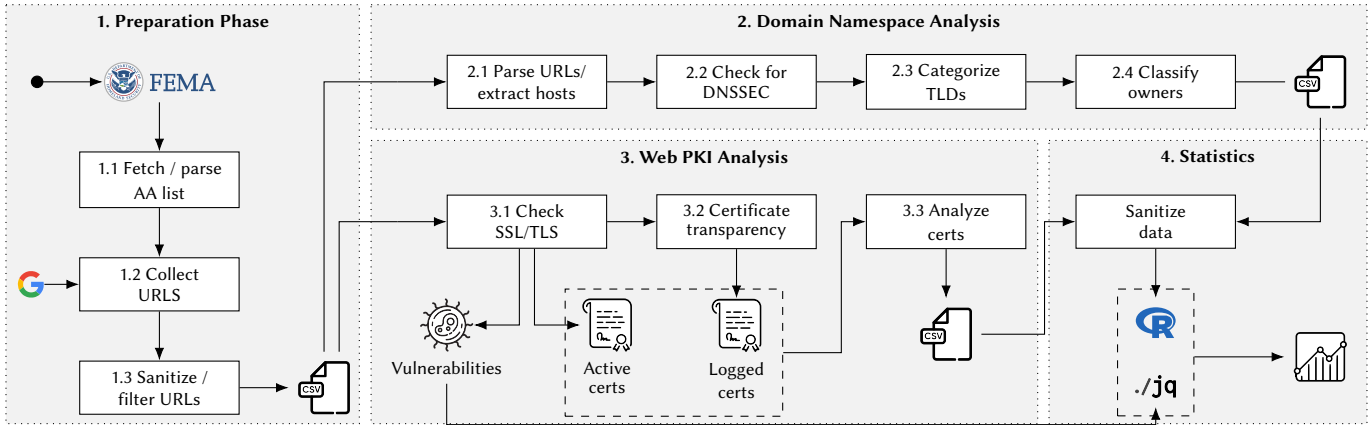 1. Preparation Phase
FEMA
1.1 Fetch / parse
AA list
1.2 Collect
URLS
1.3 Sanitize /
filter URLs
CSV
2. Domain Namespace Analysis
2.1 Parse URLs/
extract hosts
2.2 Check for
DNSSEC
2.3 Categorize
TLDs
2.4 Classify
owners
CSV
3. Web PKI Analysis
3.1 Check
SSL/TLS
3.2 Certificate
transparency
3.3 Analyze
certs
Vulnerabilities
Active
certs
Logged
certs
CSV
4. Statistics
Sanitize
data
R
./jq